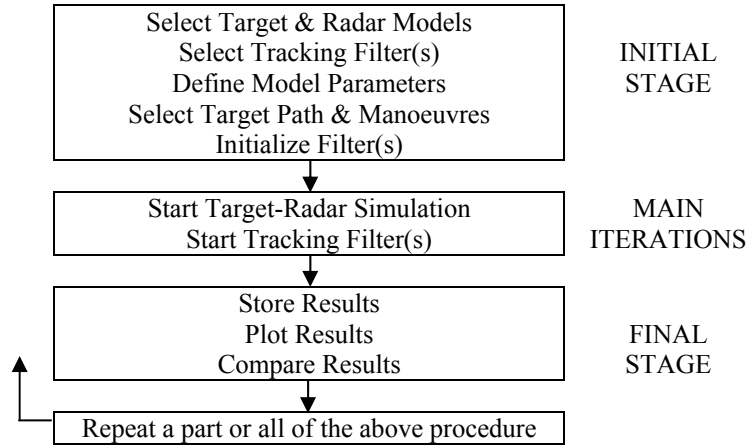 Select Target & Radar Models
Select Tracking Filter(s)
Define Model Parameters
Select Target Path & Manoeuvres
Initialize Filter(s)
INITIAL
STAGE
Start Target-Radar Simulation
Start Tracking Filter(s)
MAIN
ITERATIONS
Store Results
Plot Results
Compare Results
FINAL
STAGE
Repeat a part or all of the above procedure